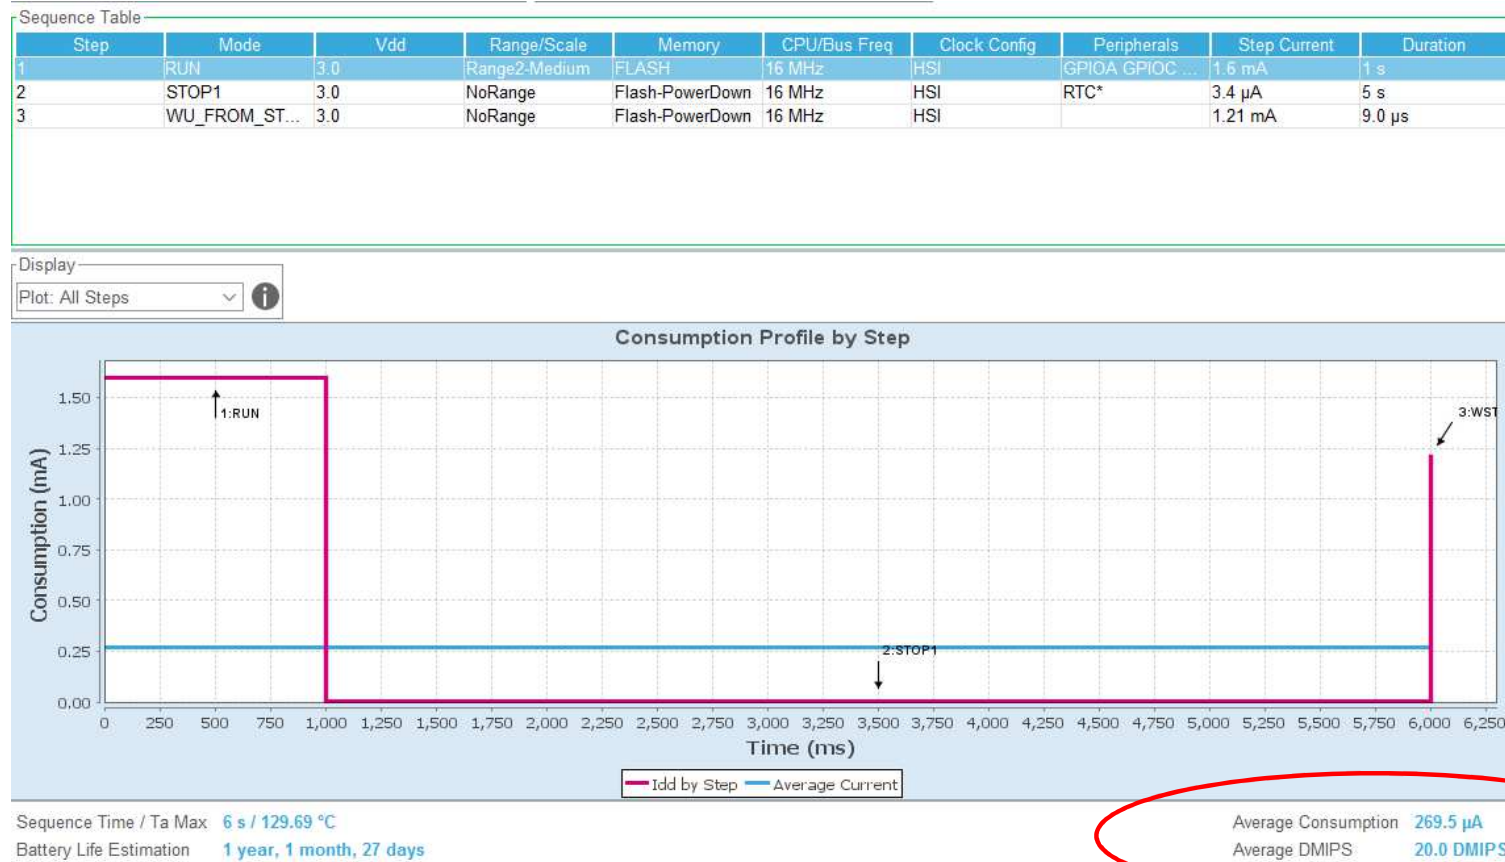 Sequence Table
Step Mode Vdd Range/Scale Memory CPU/Bus Freq Clock Config Peripherals Step Current Duration
1 RUN 3.0 Range2-Medium FLASH 16 MHz HSI GPIOA GPIOC ... 1.6 mA 1 s
2 STOP1 3.0 NoRange Flash-PowerDown 16 MHz HSI RTC* 3.4 µA 5 s
3 WU_FROM_ST... 3.0 NoRange Flash-PowerDown 16 MHz HSI 1.21 mA 9.0 µs
Display
Plot: All Steps
i
Consumption Profile by Step
Consumption (mA)
1.50
1.25
1.00
0.75
0.50
0.25
0.00
1:RUN
2:STOP1
3:WST
0 250 500 750 1,000 1,250 1,500 1,750 2,000 2,250 2,500 2,750 3,000 3,250 3,500 3,750 4,000 4,250 4,500 4,750 5,000 5,250 5,500 5,750 6,000 6,250
Time (ms)
Idd by Step Average Current
Sequence Time / Ta Max 6 s / 129.69 °C Average Consumption 269.5 µA
Battery Life Estimation 1 year, 1 month, 27 days Average DMIPS 20.0 DMIPS